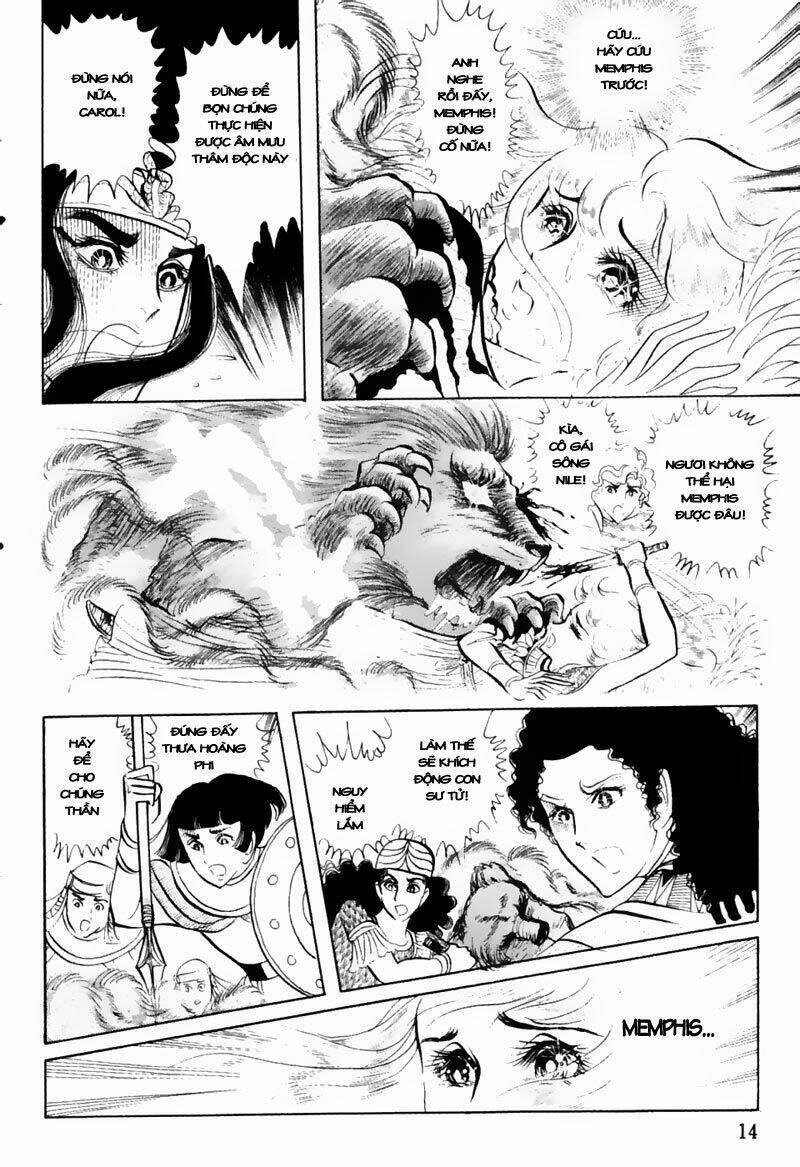 ĐỪNG NÓI
NỮA,
CAROL!
ĐỪNG ĐỂ
BỌN CHÚNG
THỰC HIỆN
ĐƯỢC ÂM MƯU
THÂM ĐỘC NÀY
ANH
NGHE
RỒI ĐẤY,
MEMPHIS!
ĐỪNG
CỐ NỮA!
CỨU...
HÃY CỨU
MEMPHIS
TRƯỚC!
KÌA,
CÔ GÁI
SÔNG
NILE!
NGƯƠI KHÔNG
THỂ HẠI
MEMPHIS
ĐƯỢC ĐÂU!
HÃY
ĐỂ
CHO
CHÚNG
THẦN
ĐÚNG ĐẤY
THƯA HOÀNG
PHI
NGUY
HIỂM
LẮM
LÀM THẾ
SẼ KHÍCH
ĐỘNG CON
SƯ TỬ!
MEMPHIS...
14